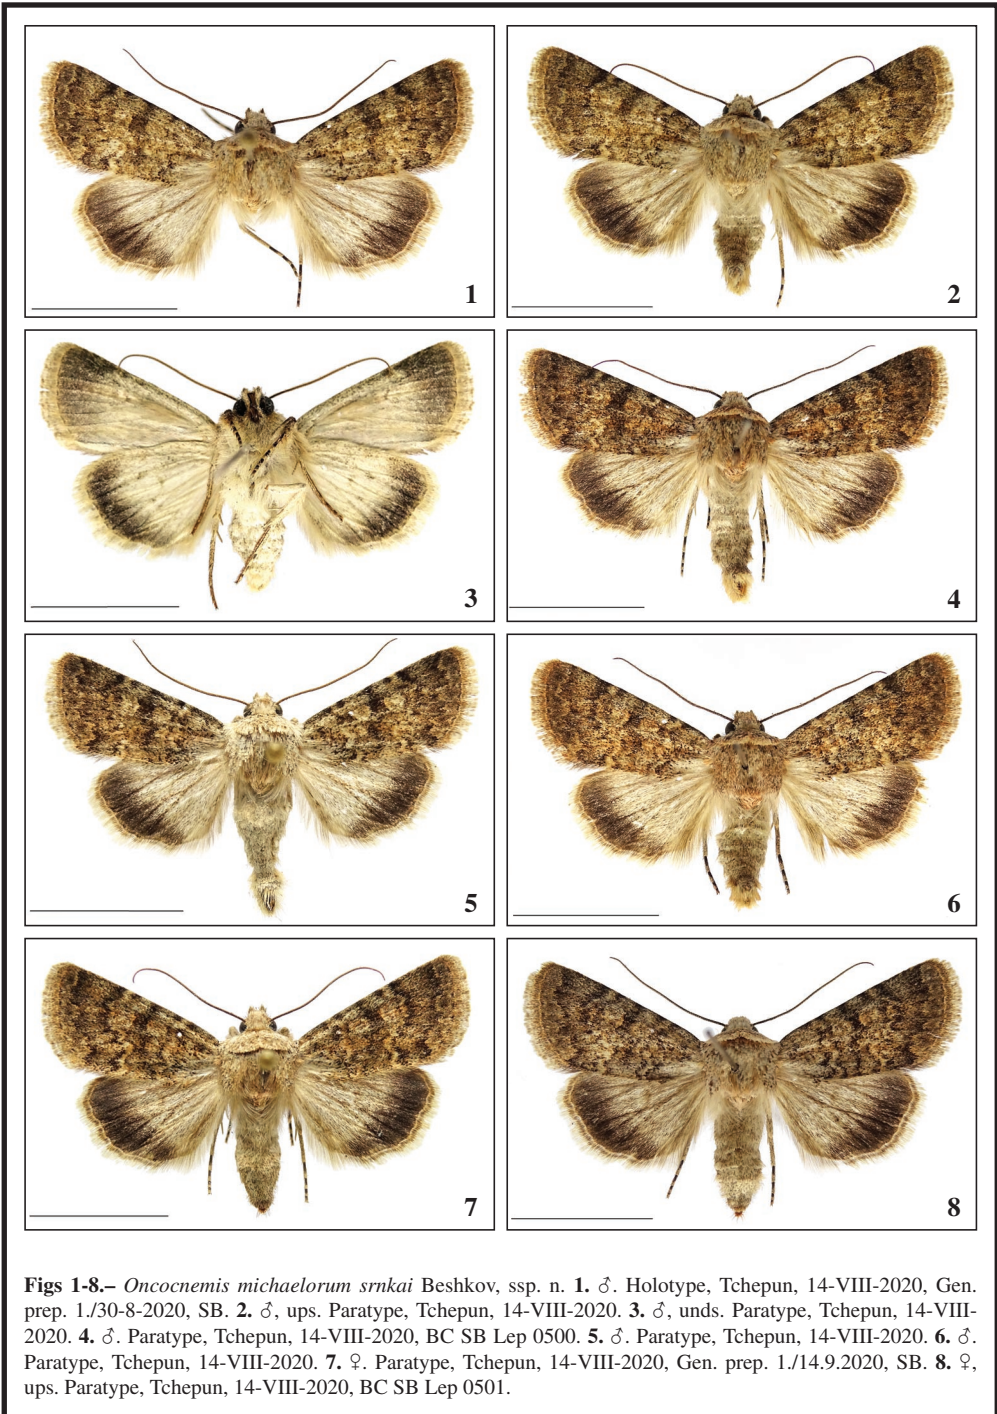 1
2
3
4
5
6
7
8
Figs 1-8.– Oncocnemis michaelorum srnkai Beshkov, ssp. n. 1. ♂. Holotype, Tchepun, 14-VIII-2020, Gen.
prep. 1./30-8-2020, SB. 2. ♂, ups. Paratype, Tchepun, 14-VIII-2020. 3. ♂, unds. Paratype, Tchepun, 14-VIII-
2020. 4. ♂. Paratype, Tchepun, 14-VIII-2020, BC SB Lep 0500. 5. ♂. Paratype, Tchepun, 14-VIII-2020. 6. ♂.
Paratype, Tchepun, 14-VIII-2020. 7. ♀. Paratype, Tchepun, 14-VIII-2020, Gen. prep. 1./14.9.2020, SB. 8. ♀,
ups. Paratype, Tchepun, 14-VIII-2020, BC SB Lep 0501.